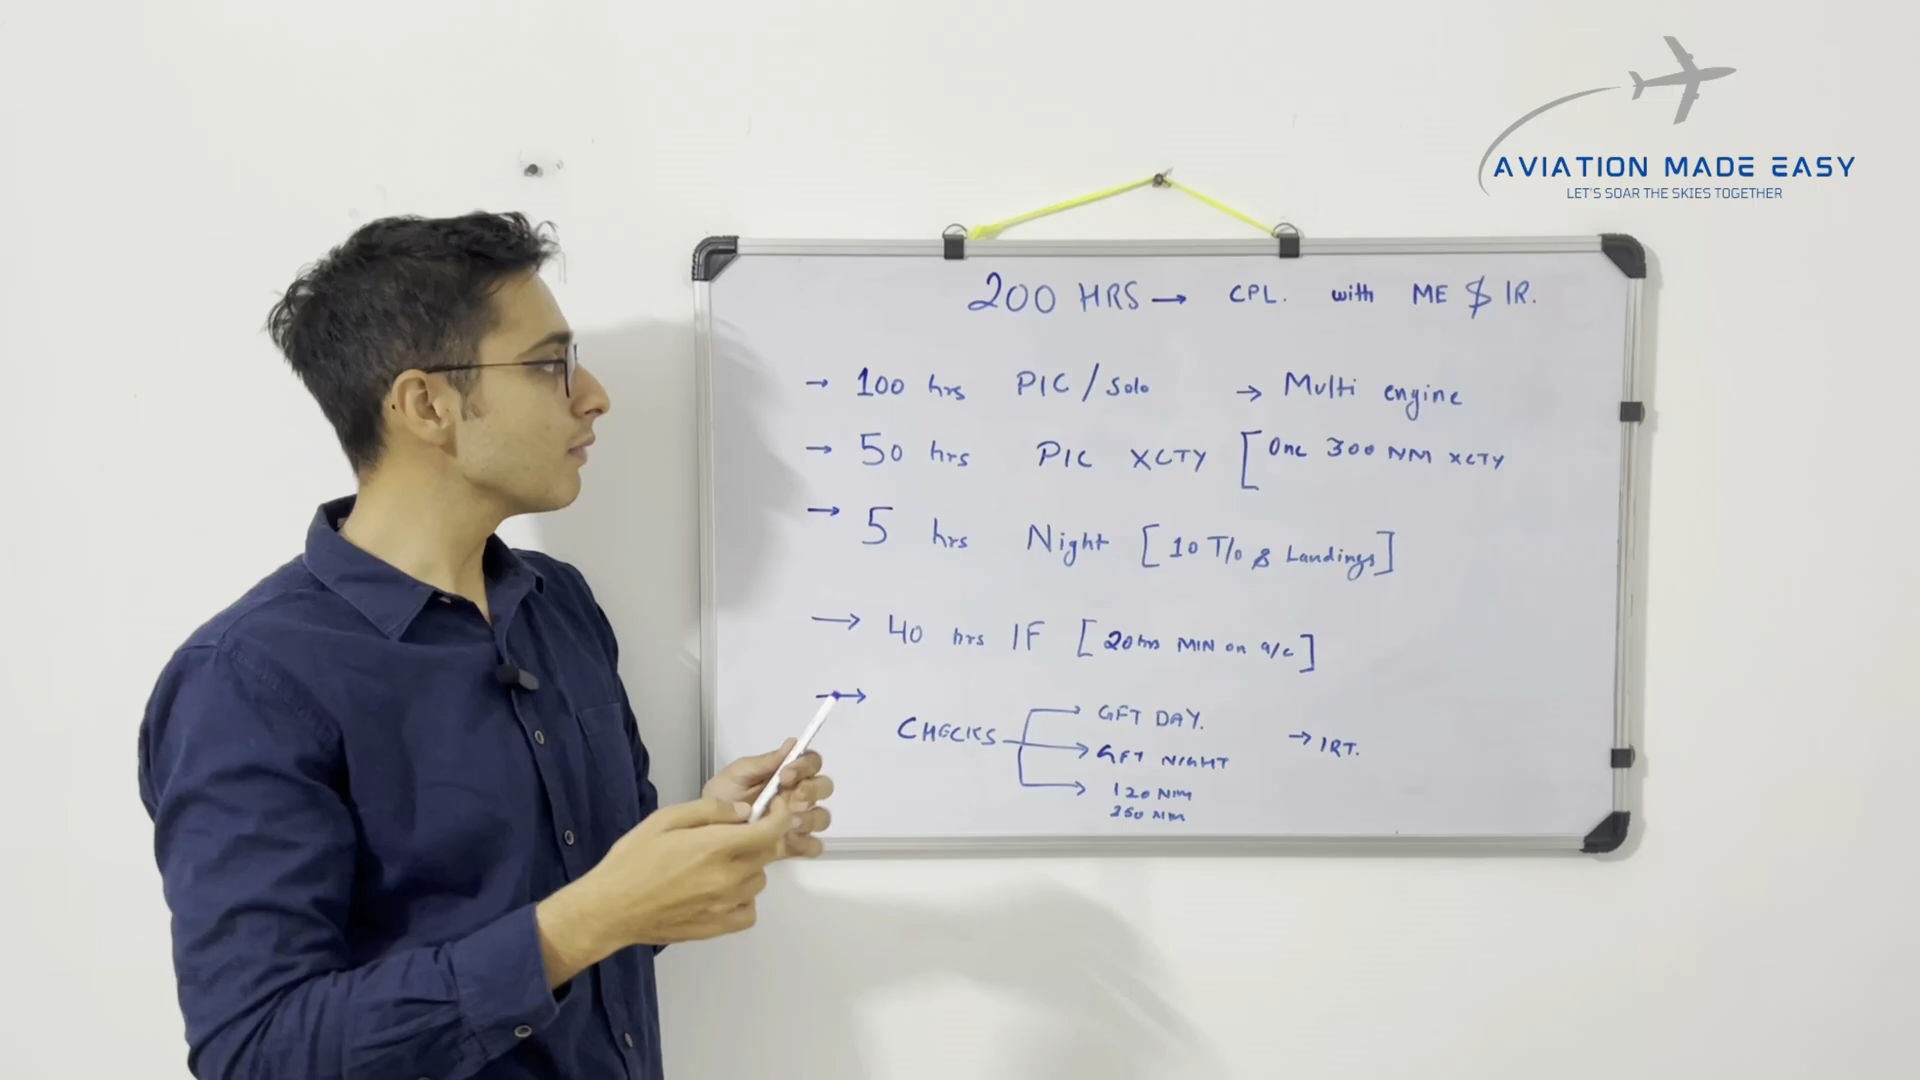 AVIATION MADE EASY
LET'S SOAR THE SKIES TOGETHER
200 HRS → CPL. with ME & IR.
→ 100 hrs PIC / Solo → Multi engine
→ 50 hrs PIC XCTY [One 300 NM XCTY
→ 5 hrs Night [10 T/o & Landings]
→ 40 hrs IF [20hrs MIN on a/c]
→ CHECKS
→ GFT DAY.
→ GFT NIGHT
→ 120 NM
250 NM
→ IRT.